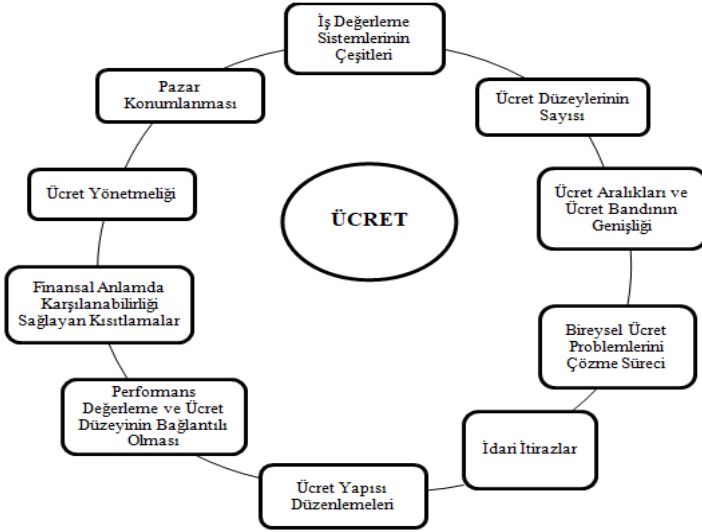 İş Değerleme
Sistemlerinin
Çeşitleri
Ücret Düzeylerinin
Sayısı
Ücret Aralıkları ve
Ücret Bandının
Genişliği
Bireysel Ücret
Problemlerini
Çözme Süreci
İdari İtirazlar
Ücret Yapısı
Düzenlemeleri
Performans
Değerleme ve Ücret
Düzeyinin Bağlantılı
Olması
Finansal Anlamda
Karşılanabilirliği
Sağlayan Kısıtlamalar
Ücret Yönetmeliği
Pazar
Konumlanması
ÜCRET